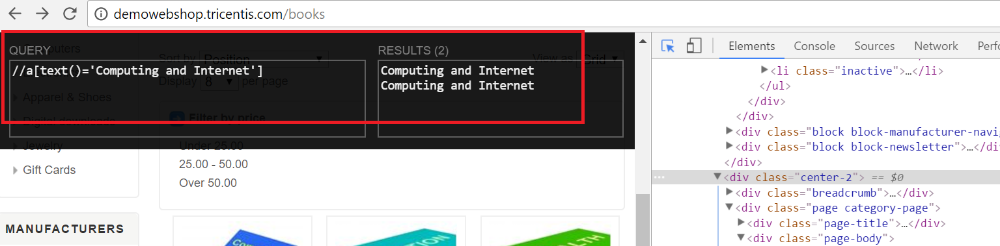 demowebshop.tricentis.com/books
QUERY
Computers
//a[text()='Computing and Internet']
RESULTS (2)
Computing and Internet
Computing and Internet
Sort by Position
View as Grid
Display 8 per page
Apparel & Shoes
Digital downloads
Jewelry
Gift Cards
Filter by price
Under 25.00
25.00 - 50.00
Over 50.00
MANUFACTURERS
Elements Console Sources Network Perfo
▶<li class="inactive">…</li>
</ul>
</div>
</div>
▶<div class="block block-manufacturer-navig
▶<div class="block block-newsletter">…</div
</div>
▼<div class="center-2"> == $0
▶<div class="breadcrumb">…</div>
▼<div class="page category-page">
▶<div class="page-title">…</div>
▼<div class="page-body">